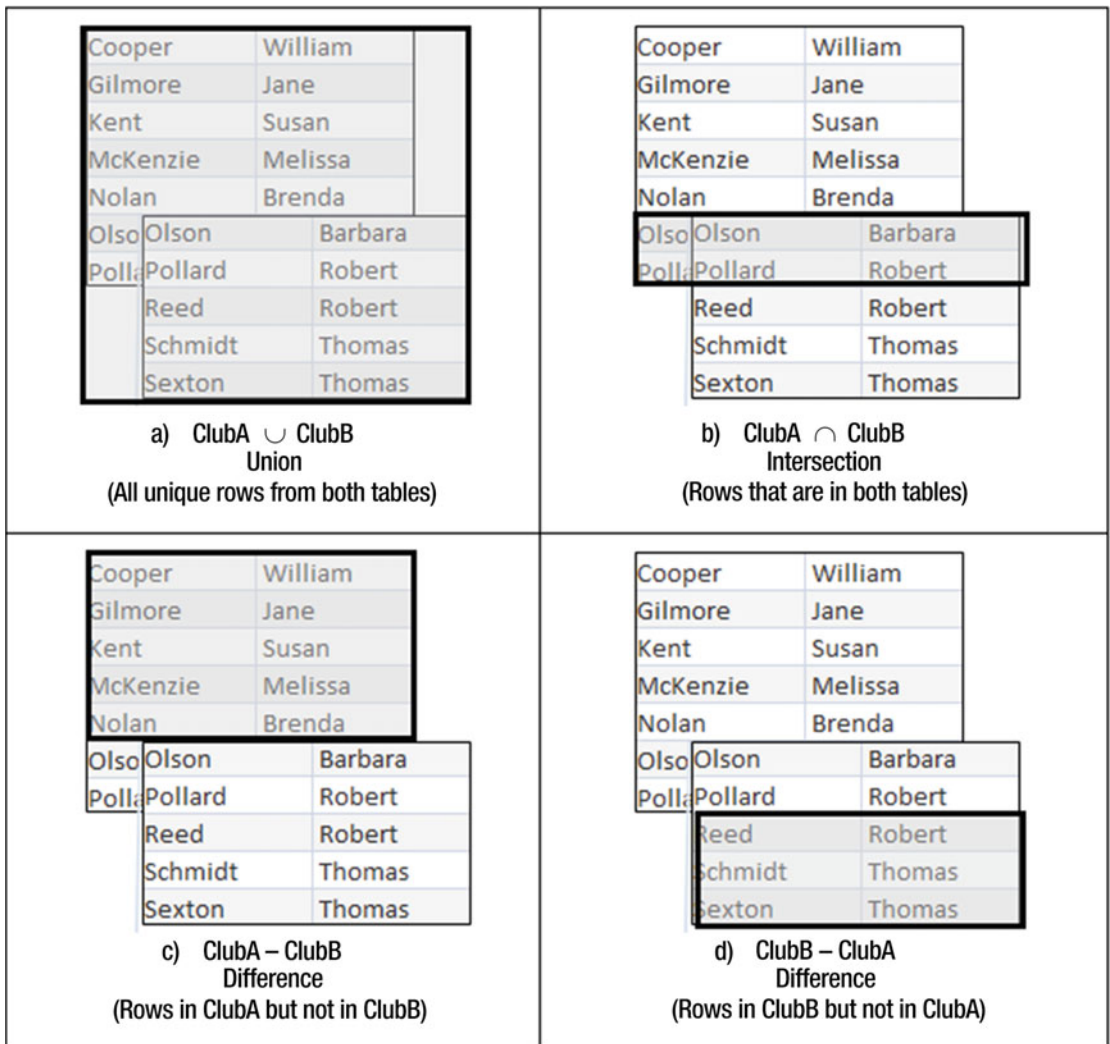 Cooper William
Gilmore Jane
Kent Susan
McKenzie Melissa
Nolan Brenda
Olso Olson Barbara
Polla Pollard Robert
Reed Robert
Schmidt Thomas
Sexton Thomas
a) ClubA ∪ ClubB
Union
(All unique rows from both tables)
Cooper William
Gilmore Jane
Kent Susan
McKenzie Melissa
Nolan Brenda
Olso Olson Barbara
Polla Pollard Robert
Reed Robert
Schmidt Thomas
Sexton Thomas
b) ClubA ∩ ClubB
Intersection
(Rows that are in both tables)
Cooper William
Gilmore Jane
Kent Susan
McKenzie Melissa
Nolan Brenda
Olso Olson Barbara
Polla Pollard Robert
Reed Robert
Schmidt Thomas
Sexton Thomas
c) ClubA – ClubB
Difference
(Rows in ClubA but not in ClubB)
Cooper William
Gilmore Jane
Kent Susan
McKenzie Melissa
Nolan Brenda
Olso Olson Barbara
Polla Pollard Robert
Reed Robert
Schmidt Thomas
Sexton Thomas
d) ClubB – ClubA
Difference
(Rows in ClubB but not in ClubA)